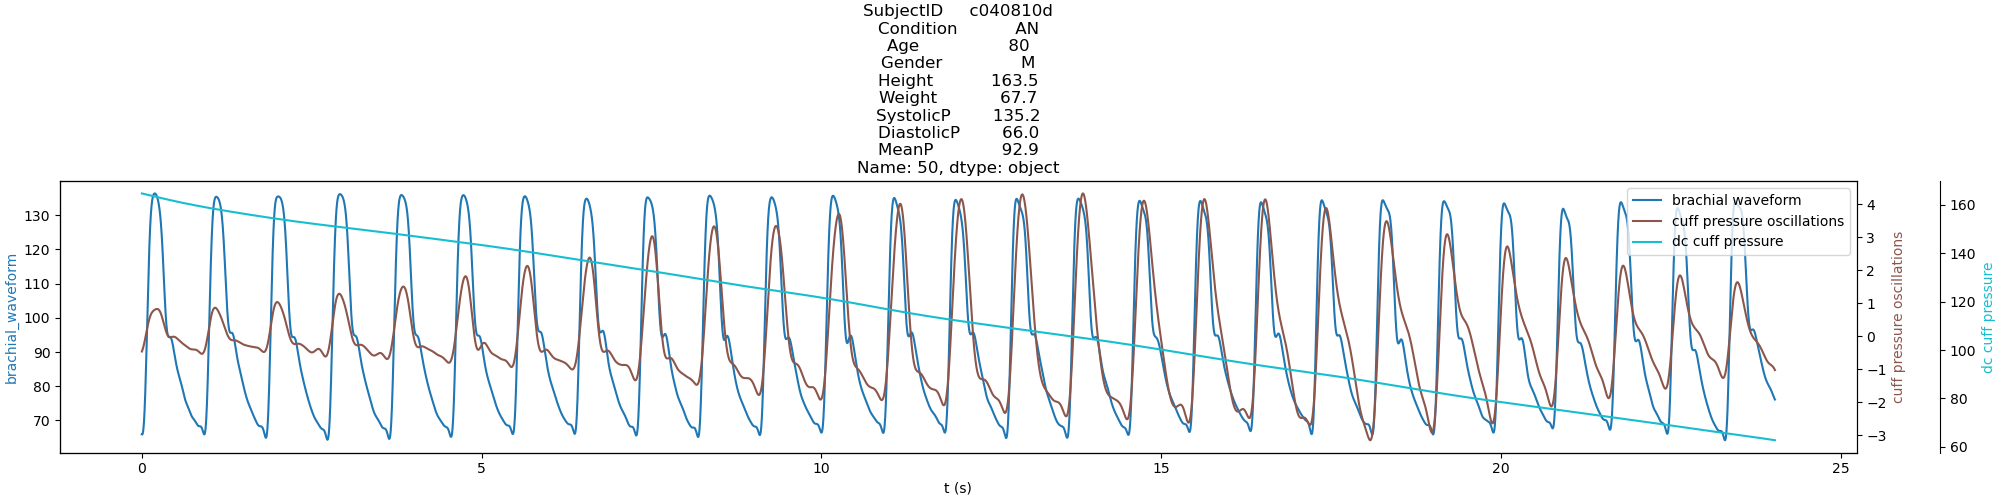 SubjectID c040810d
Condition AN
Age 80
Gender M
Height 163.5
Weight 67.7
SystolicP 135.2
DiastolicP 66.0
MeanP 92.9
Name: 50, dtype: object
brachial waveform
cuff pressure oscillations
dc cuff pressure
brachial_waveform
130
120
110
100
90
80
70
0 5 10 15 20 25
t (s)
4
3
2
1
0
−1
−2
−3
cuff pressure oscillations
160
140
120
100
80
60
dc cuff pressure